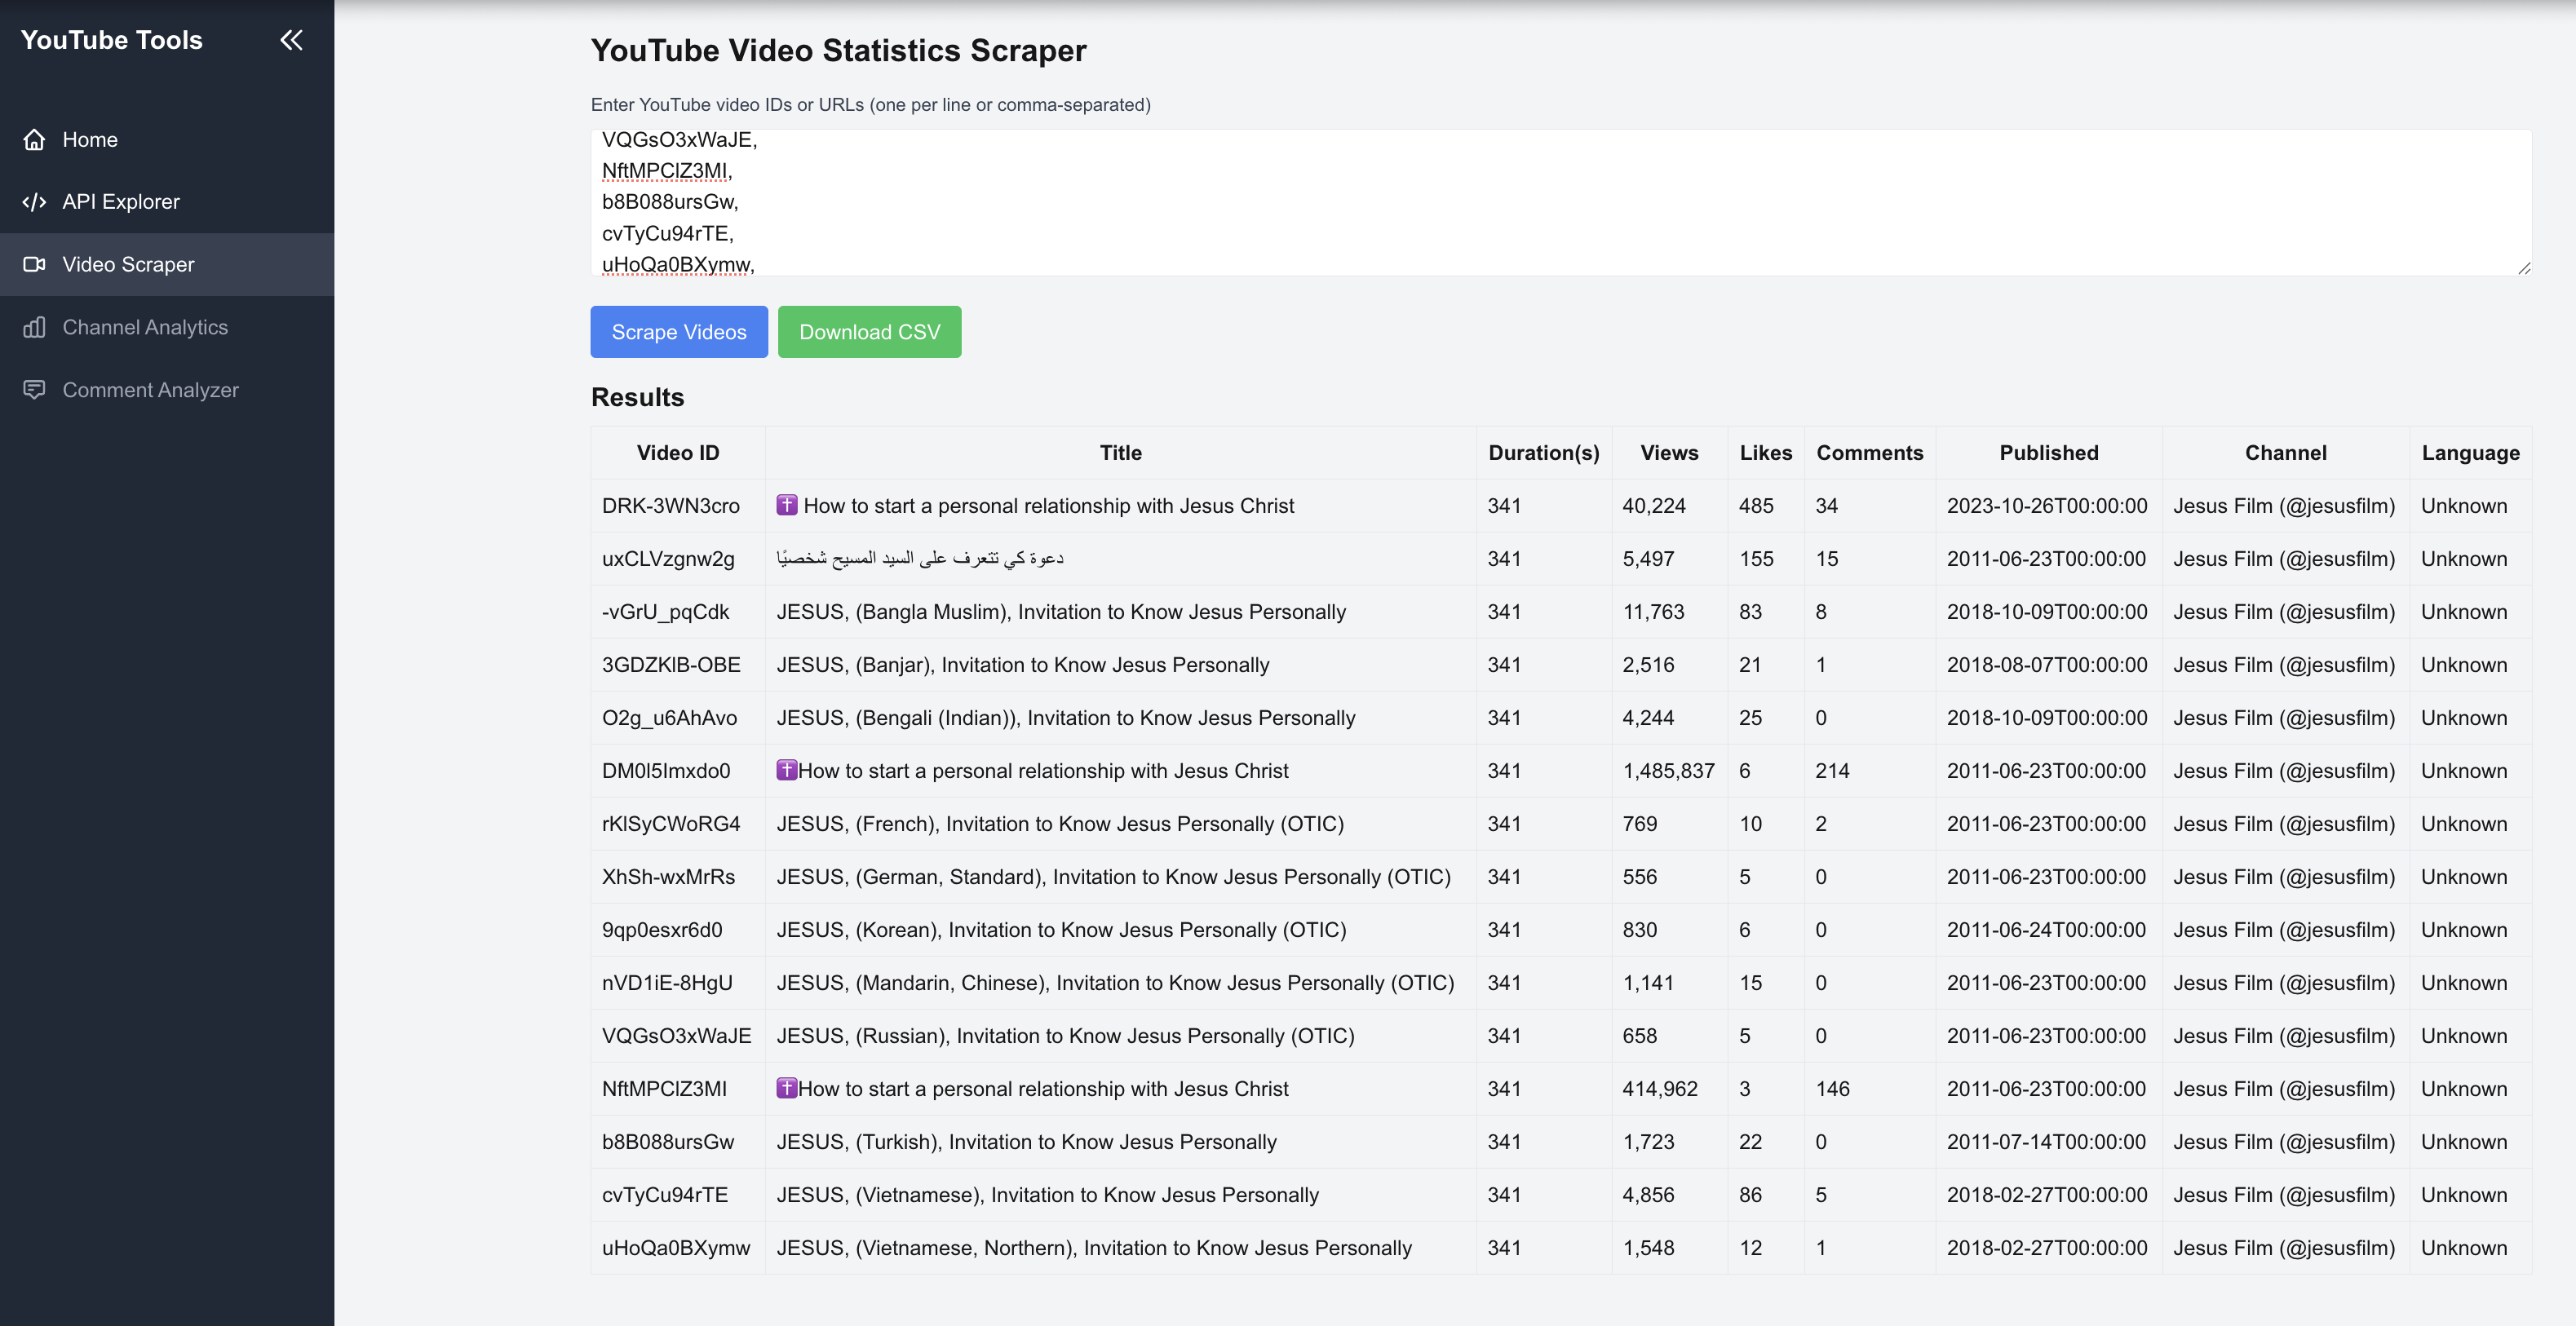 YouTube Tools
Home
API Explorer
Video Scraper
Channel Analytics
Comment Analyzer
YouTube Video Statistics Scraper
Enter YouTube video IDs or URLs (one per line or comma-separated)
VQGsO3xWaJE,
NftMPClZ3MI,
b8B088ursGw,
cvTyCu94rTE,
uHoQa0BXymw,
Scrape Videos Download CSV
Results
Video ID Title Duration(s) Views Likes Comments Published Channel Language
DRK-3WN3cro ✝️ How to start a personal relationship with Jesus Christ 341 40,224 485 34 2023-10-26T00:00:00 Jesus Film (@jesusfilm) Unknown
uxCLVzgnw2g دعوة كي تتعرف على السيد المسيح شخصيًا 341 5,497 155 15 2011-06-23T00:00:00 Jesus Film (@jesusfilm) Unknown
-vGrU_pqCdk JESUS, (Bangla Muslim), Invitation to Know Jesus Personally 341 11,763 83 8 2018-10-09T00:00:00 Jesus Film (@jesusfilm) Unknown
3GDZKlB-OBE JESUS, (Banjar), Invitation to Know Jesus Personally 341 2,516 21 1 2018-08-07T00:00:00 Jesus Film (@jesusfilm) Unknown
O2g_u6AhAvo JESUS, (Bengali (Indian)), Invitation to Know Jesus Personally 341 4,244 25 0 2018-10-09T00:00:00 Jesus Film (@jesusfilm) Unknown
DM0l5Imxdo0 ✝️How to start a personal relationship with Jesus Christ 341 1,485,837 6 214 2011-06-23T00:00:00 Jesus Film (@jesusfilm) Unknown
rKlSyCWoRG4 JESUS, (French), Invitation to Know Jesus Personally (OTIC) 341 769 10 2 2011-06-23T00:00:00 Jesus Film (@jesusfilm) Unknown
XhSh-wxMrRs JESUS, (German, Standard), Invitation to Know Jesus Personally (OTIC) 341 556 5 0 2011-06-23T00:00:00 Jesus Film (@jesusfilm) Unknown
9qp0esxr6d0 JESUS, (Korean), Invitation to Know Jesus Personally (OTIC) 341 830 6 0 2011-06-24T00:00:00 Jesus Film (@jesusfilm) Unknown
nVD1iE-8HgU JESUS, (Mandarin, Chinese), Invitation to Know Jesus Personally (OTIC) 341 1,141 15 0 2011-06-23T00:00:00 Jesus Film (@jesusfilm) Unknown
VQGsO3xWaJE JESUS, (Russian), Invitation to Know Jesus Personally (OTIC) 341 658 5 0 2011-06-23T00:00:00 Jesus Film (@jesusfilm) Unknown
NftMPClZ3MI ✝️How to start a personal relationship with Jesus Christ 341 414,962 3 146 2011-06-23T00:00:00 Jesus Film (@jesusfilm) Unknown
b8B088ursGw JESUS, (Turkish), Invitation to Know Jesus Personally 341 1,723 22 0 2011-07-14T00:00:00 Jesus Film (@jesusfilm) Unknown
cvTyCu94rTE JESUS, (Vietnamese), Invitation to Know Jesus Personally 341 4,856 86 5 2018-02-27T00:00:00 Jesus Film (@jesusfilm) Unknown
uHoQa0BXymw JESUS, (Vietnamese, Northern), Invitation to Know Jesus Personally 341 1,548 12 1 2018-02-27T00:00:00 Jesus Film (@jesusfilm) Unknown